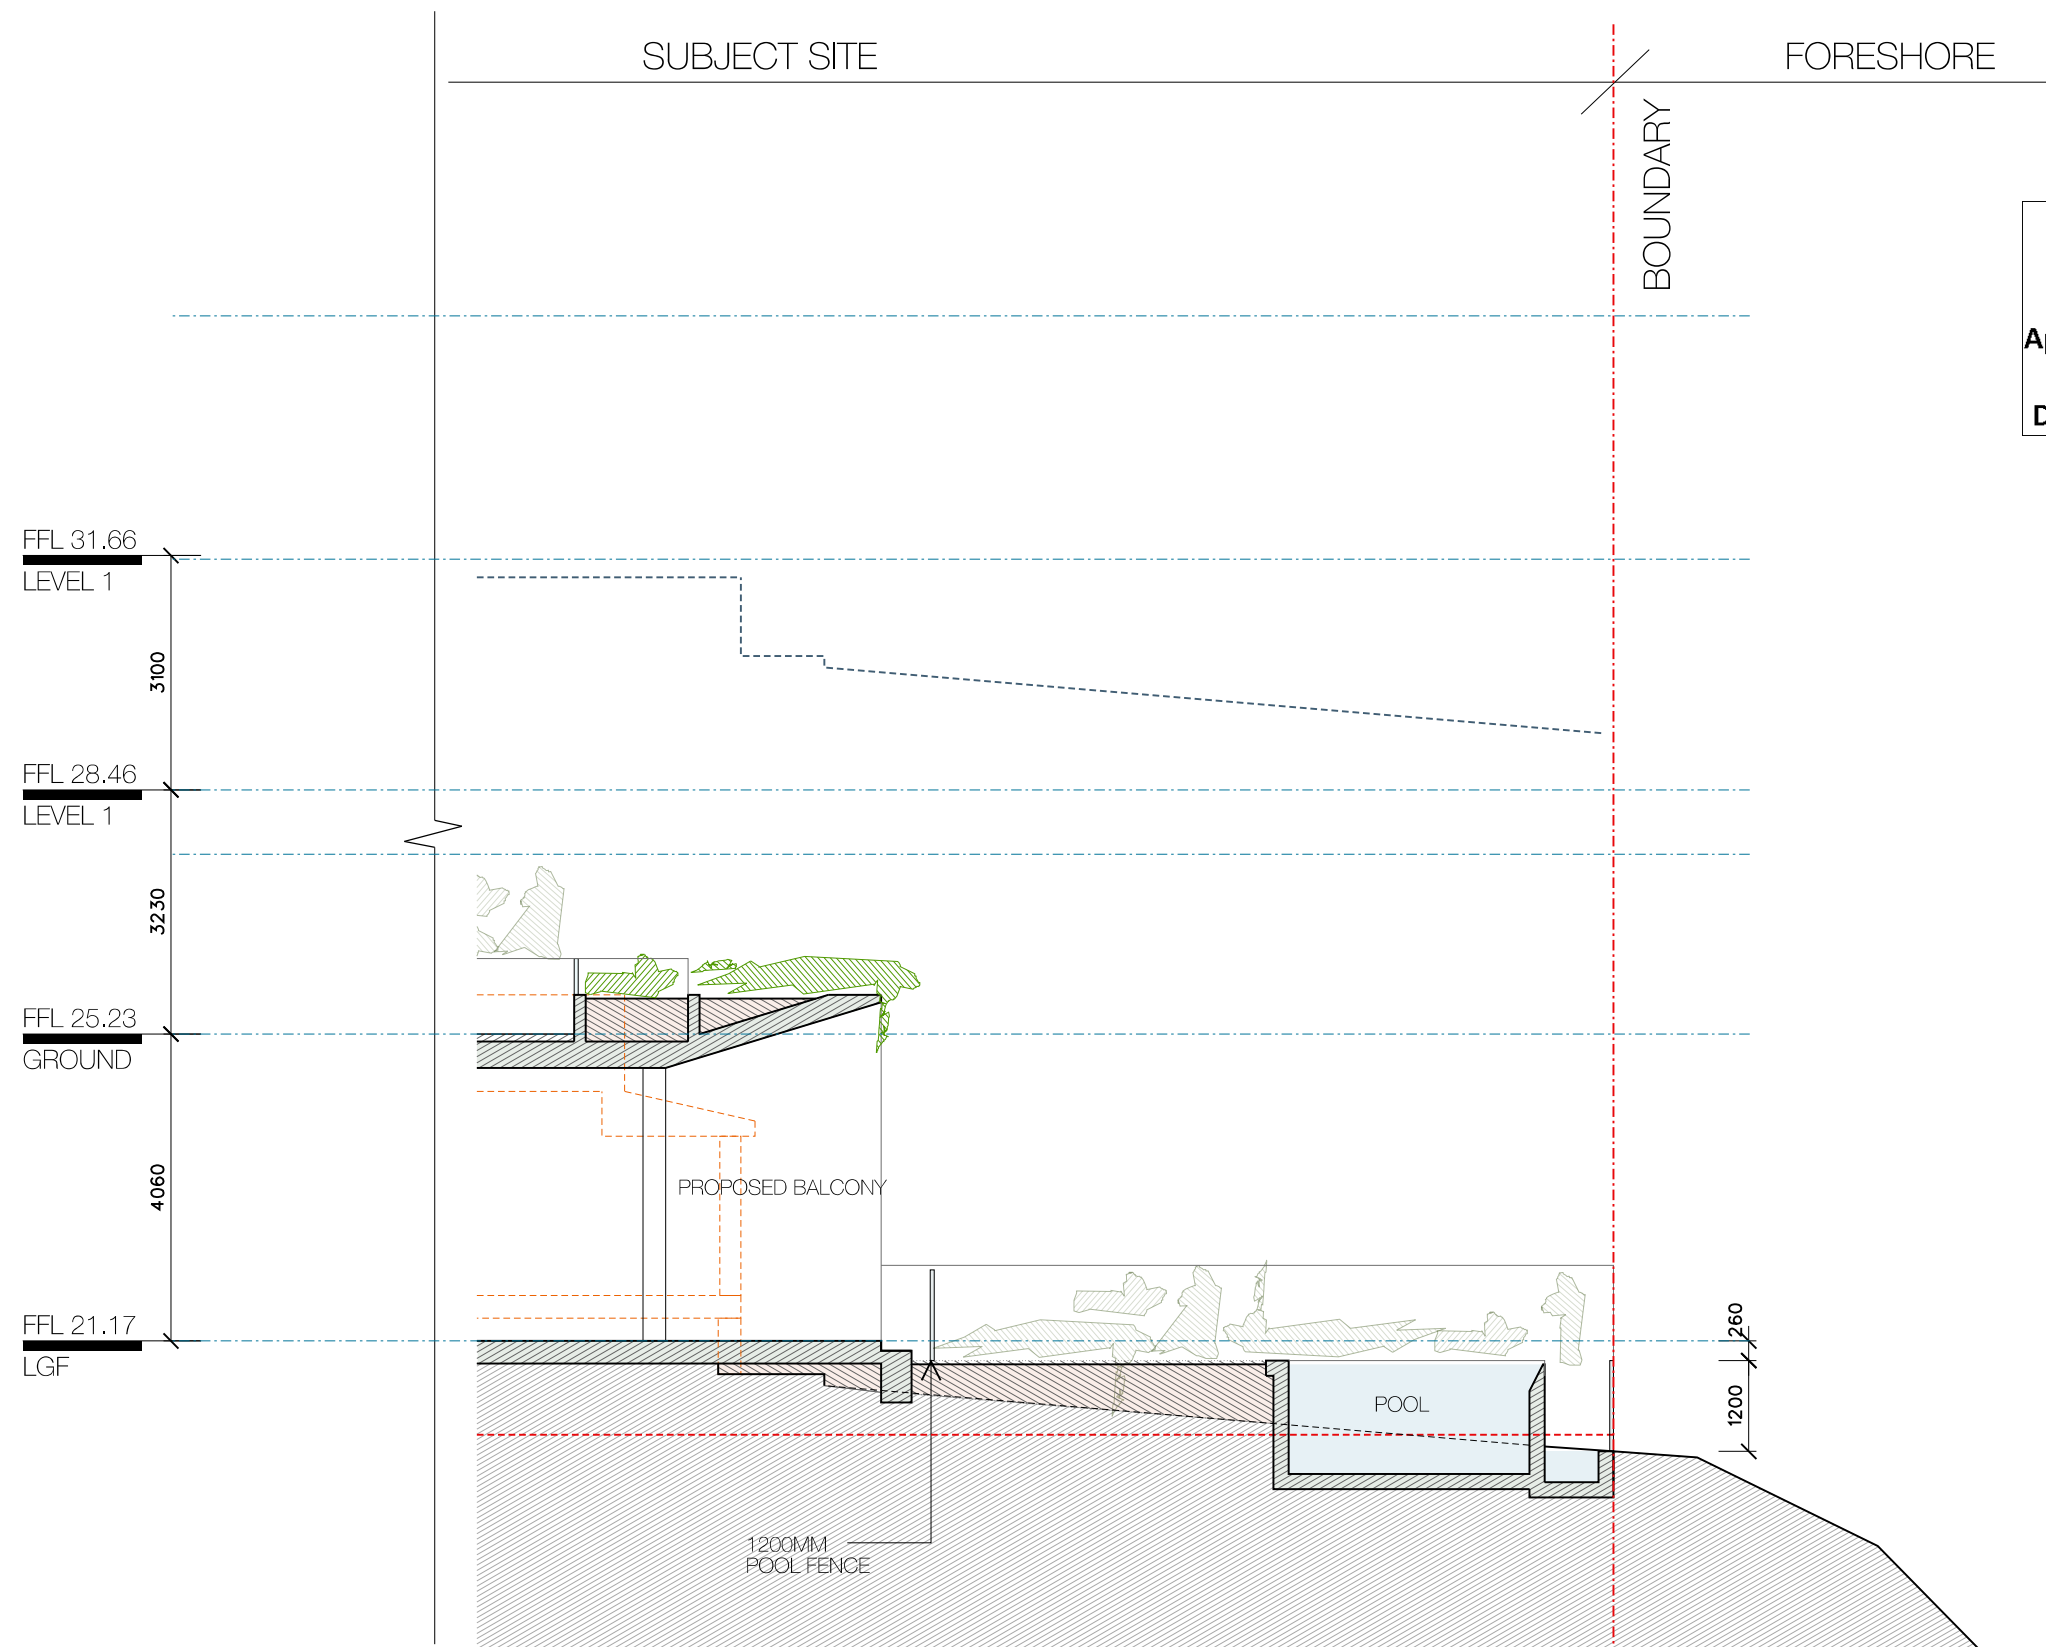 SUBJECT SITE
FORESHORE
BOUNDARY
FFL 31.66
LEVEL 1
3100
FFL 28.46
LEVEL 1
3230
FFL 25.23
GROUND
4060
PROPOSED BALCONY
FFL 21.17
LGF
260
1200
POOL
1200MM
POOL FENCE